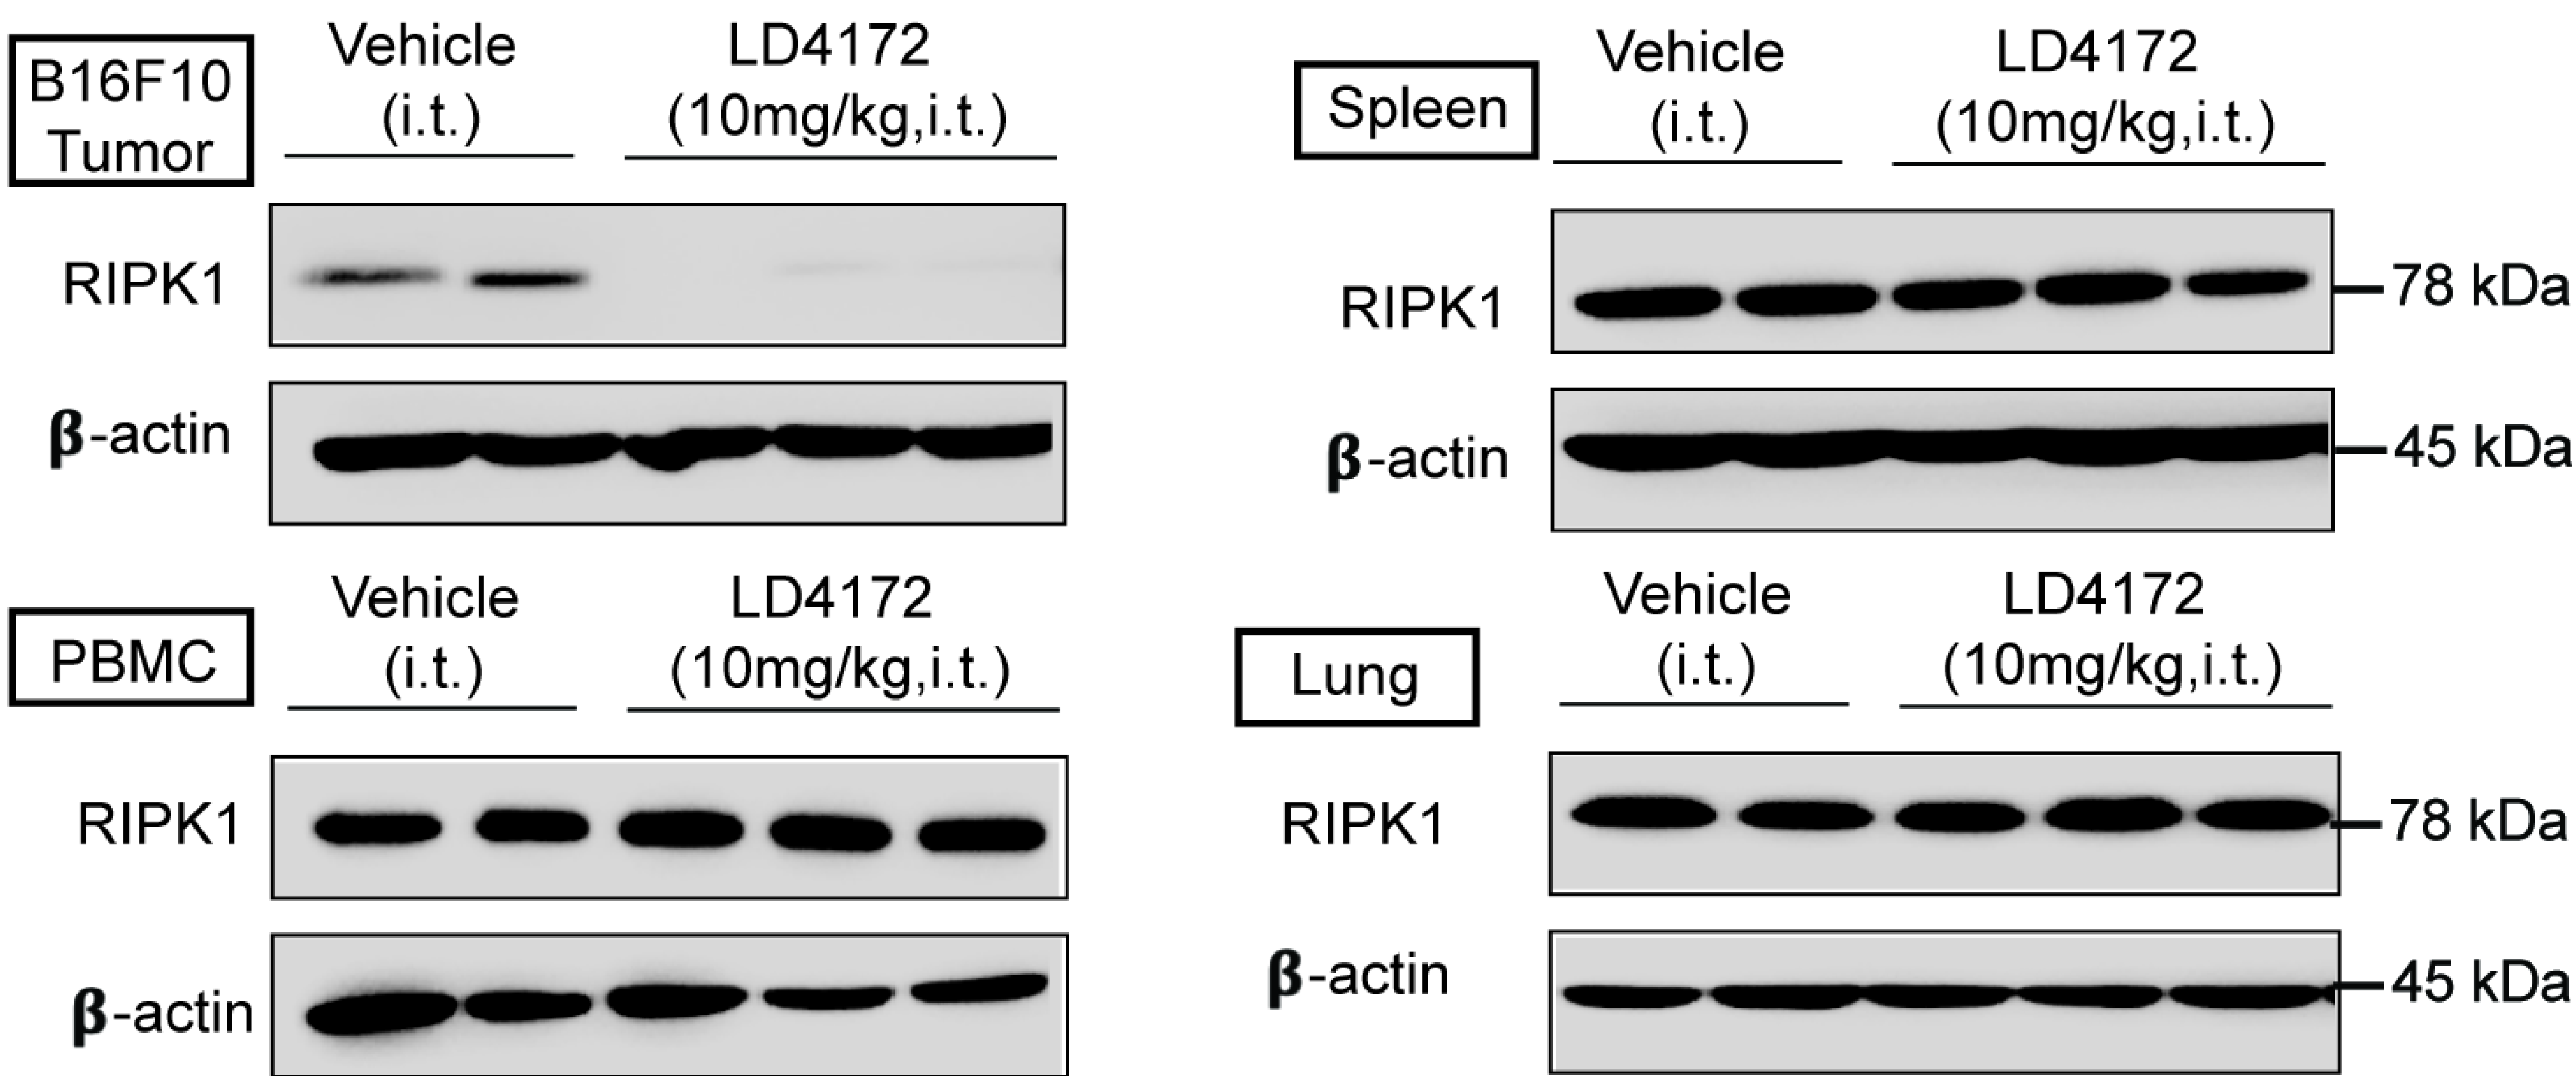 B16F10
Tumor
Vehicle
(i.t.)
LD4172
(10mg/kg,i.t.)
RIPK1
β-actin
Spleen
Vehicle
(i.t.)
LD4172
(10mg/kg,i.t.)
RIPK1
78 kDa
β-actin
45 kDa
PBMC
Vehicle
(i.t.)
LD4172
(10mg/kg,i.t.)
RIPK1
β-actin
Lung
Vehicle
(i.t.)
LD4172
(10mg/kg,i.t.)
RIPK1
78 kDa
β-actin
45 kDa